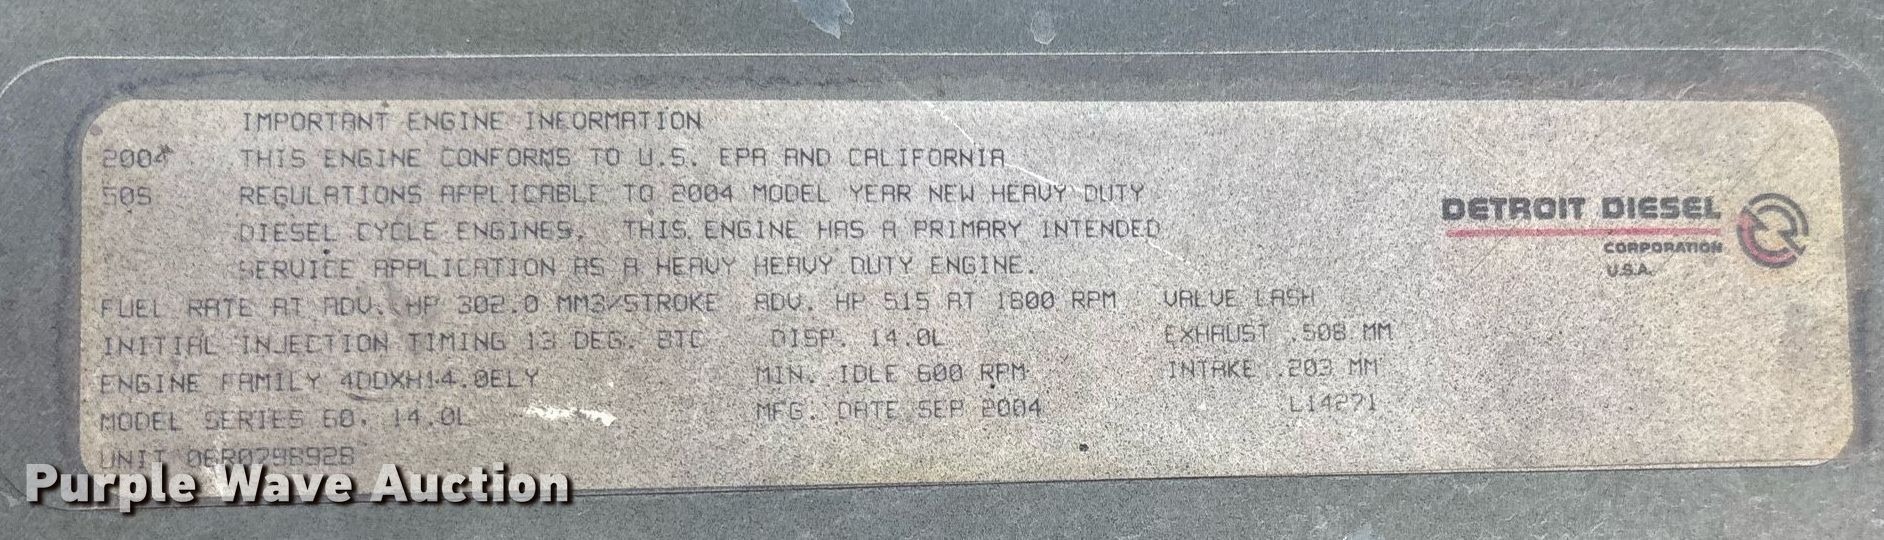 IMPORTANT ENGINE INFORMATION
2004 THIS ENGINE CONFORMS TO U.S. EPA AND CALIFORNIA
50S REGULATIONS APPLICABLE TO 2004 MODEL YEAR NEW HEAVY DUTY
DIESEL CYCLE ENGINES. THIS ENGINE HAS A PRIMARY INTENDED
SERVICE APPLICATION AS A HEAVY HEAVY DUTY ENGINE.
DETROIT DIESEL
CORPORATION
U.S.A.
FUEL RATE AT ADV. HP 302.0 MM3/STROKE ADV. HP 515 AT 1800 RPM VALVE LASH
INITIAL INJECTION TIMING 13 DEG. BTC DISP. 14.0L EXHAUST .508 MM
ENGINE FAMILY 4DDXH14.0ELY MIN. IDLE 600 RPM INTAKE .203 MM
MODEL SERIES 60, 14.0L MFG. DATE SEP 2004 L14271
UNIT
Purple Wave Auction